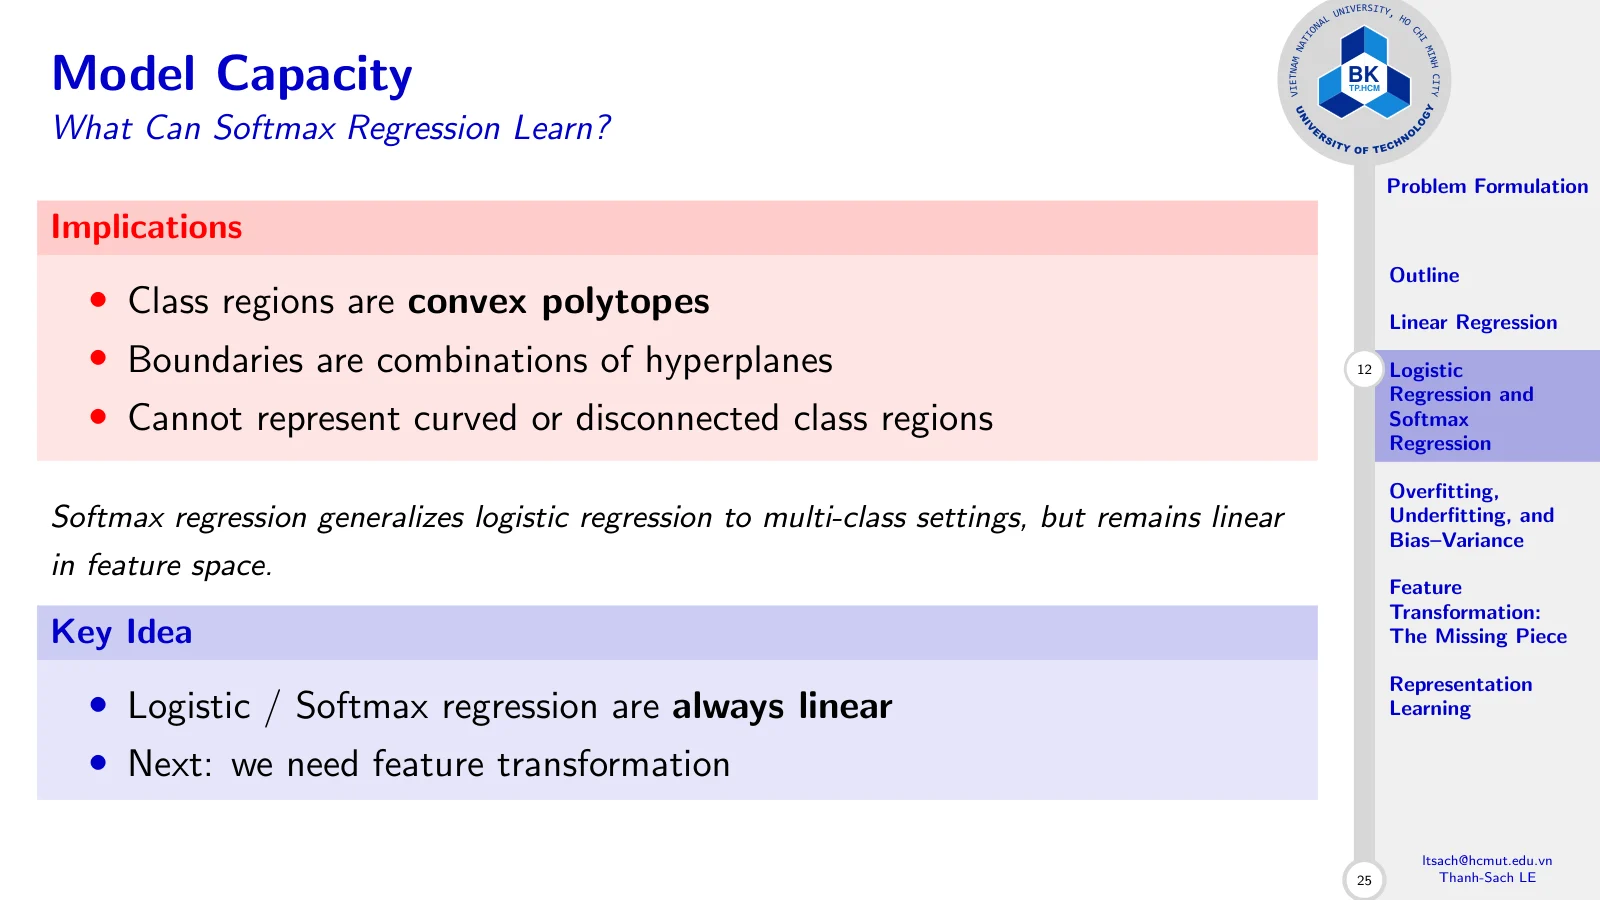 Model Capacity
What Can Softmax Regression Learn?
Implications
• Class regions are convex polytopes
• Boundaries are combinations of hyperplanes
• Cannot represent curved or disconnected class regions
Softmax regression generalizes logistic regression to multi-class settings, but remains linear
in feature space.
Key Idea
• Logistic / Softmax regression are always linear
• Next: we need feature transformation
VIETNAM NATIONAL UNIVERSITY, HO CHI MINH CITY
BK
TP.HCM
UNIVERSITY OF TECHNOLOGY
Problem Formulation
Outline
Linear Regression
12
Logistic
Regression and
Softmax
Regression
Overfitting,
Underfitting, and
Bias–Variance
Feature
Transformation:
The Missing Piece
Representation
Learning
ltsach@hcmut.edu.vn
Thanh-Sach LE
25